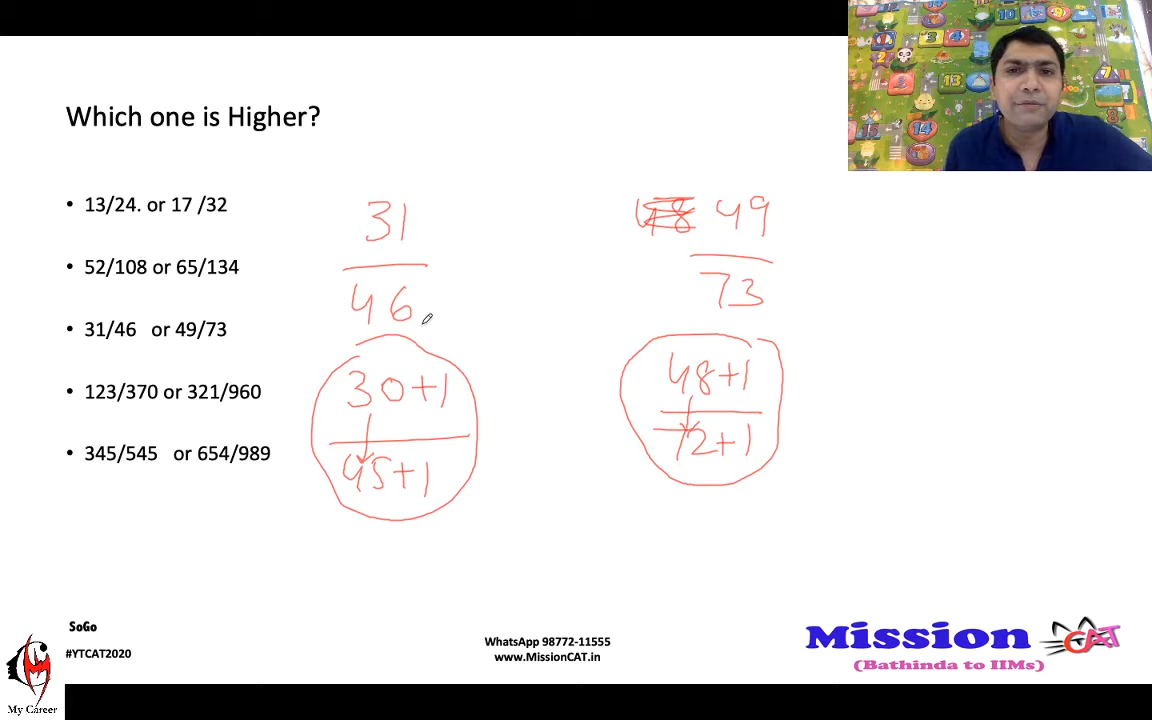 Which one is Higher?
• 13/24. or 17 /32
• 52/108 or 65/134
• 31/46 or 49/73
• 123/370 or 321/960
• 345/545 or 654/989
31
46
30+1
45+1
49
73
48+1
72+1
SoGo
#YTCAT2020
My Career
WhatsApp 98772-11555
www.MissionCAT.in
Mission CAT
(Bathinda to IIMs)